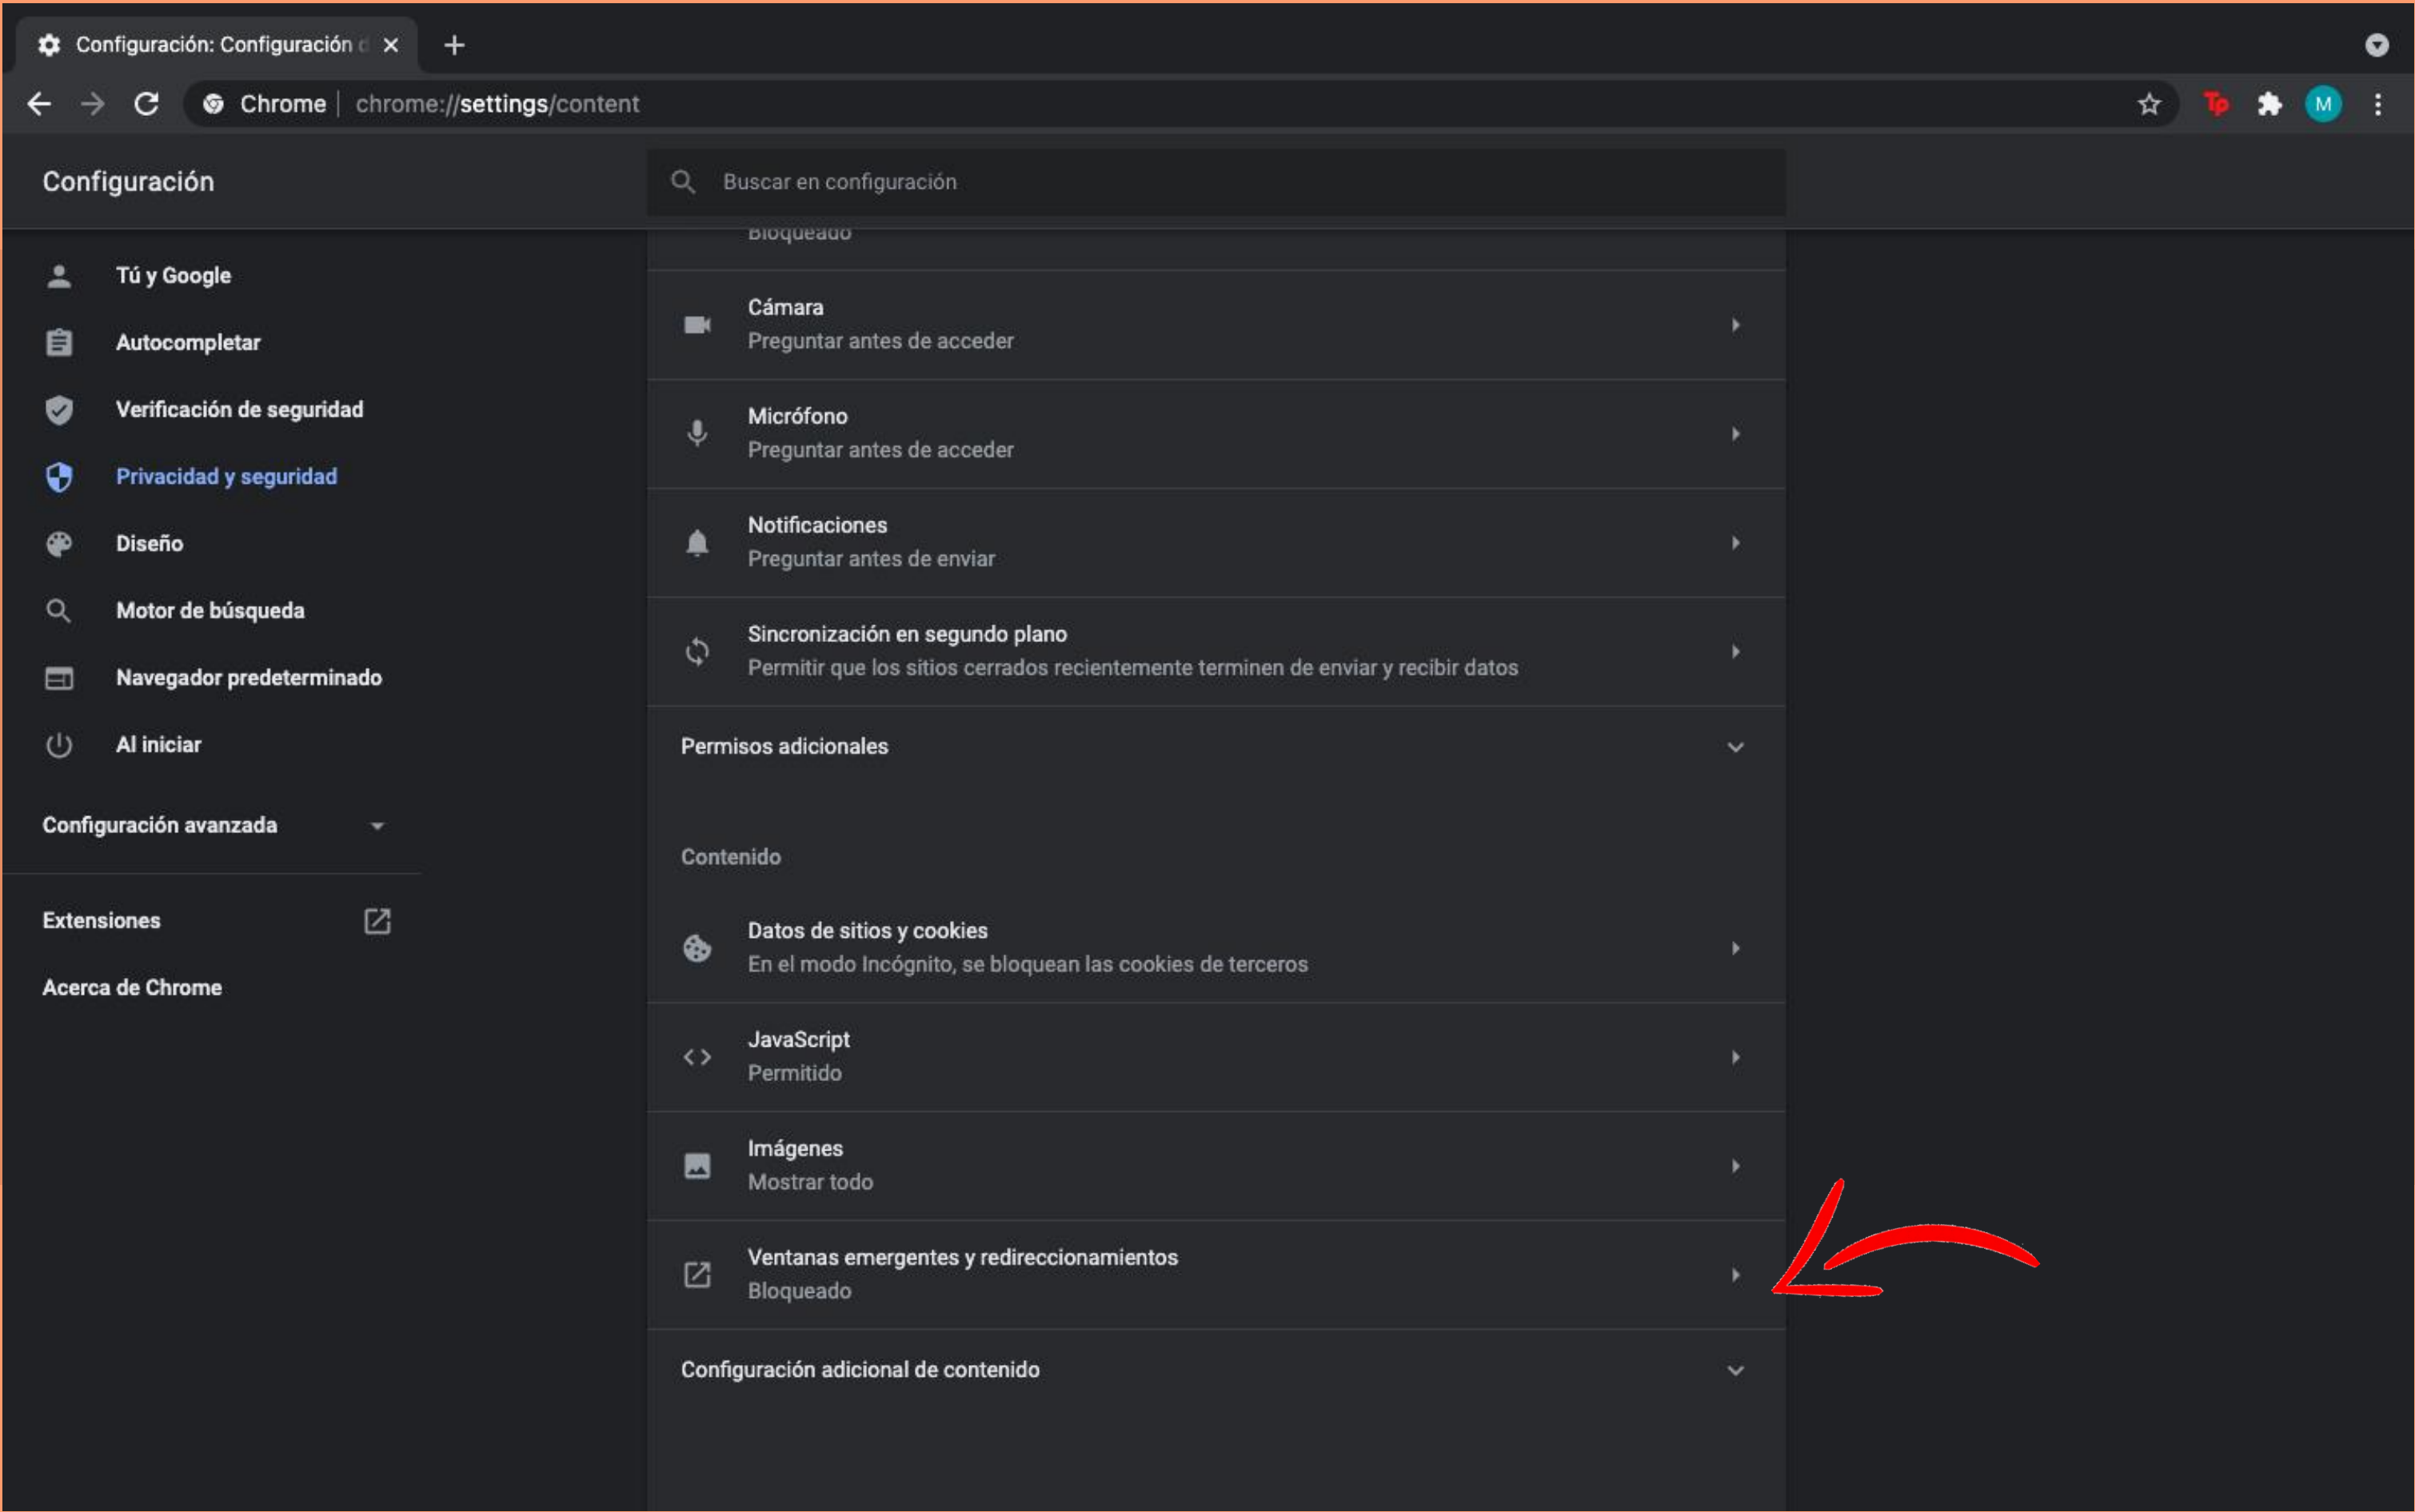 Configuración: Configuración d
Chrome | chrome://settings/content
Tp
M
Configuración
Buscar en configuración
Tú y Google
Autocompletar
Verificación de seguridad
Privacidad y seguridad
Diseño
Motor de búsqueda
Navegador predeterminado
Al iniciar
Configuración avanzada
Extensiones
Acerca de Chrome
Bloqueado
Cámara
Preguntar antes de acceder
Micrófono
Preguntar antes de acceder
Notificaciones
Preguntar antes de enviar
Sincronización en segundo plano
Permitir que los sitios cerrados recientemente terminen de enviar y recibir datos
Permisos adicionales
Contenido
Datos de sitios y cookies
En el modo Incógnito, se bloquean las cookies de terceros
JavaScript
Permitido
Imágenes
Mostrar todo
Ventanas emergentes y redireccionamientos
Bloqueado
Configuración adicional de contenido